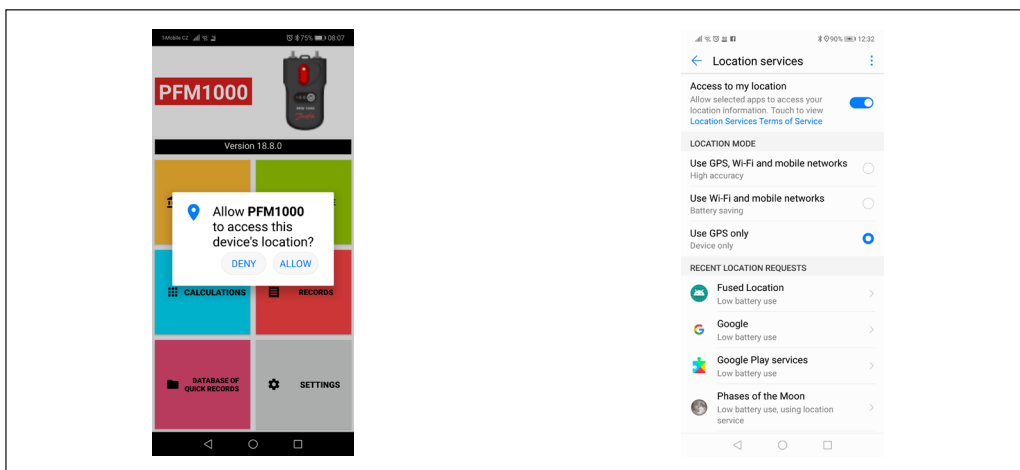 T-Mobile CZ
75% 08:07
PFM1000
Version 18.8.0
Allow PFM1000
to access this
device's location?
DENY ALLOW
CALCULATIONS
RECORDS
DATABASE OF
QUICK RECORDS
SETTINGS
90% 12:32
Location services
Access to my location
Allow selected apps to access your
location information. Touch to view
Location Services Terms of Service
LOCATION MODE
Use GPS, Wi-Fi and mobile networks
High accuracy
Use Wi-Fi and mobile networks
Battery saving
Use GPS only
Device only
RECENT LOCATION REQUESTS
Fused Location
Low battery use
Google
Low battery use
Google Play services
Low battery use
Phases of the Moon
Low battery use, using location
service